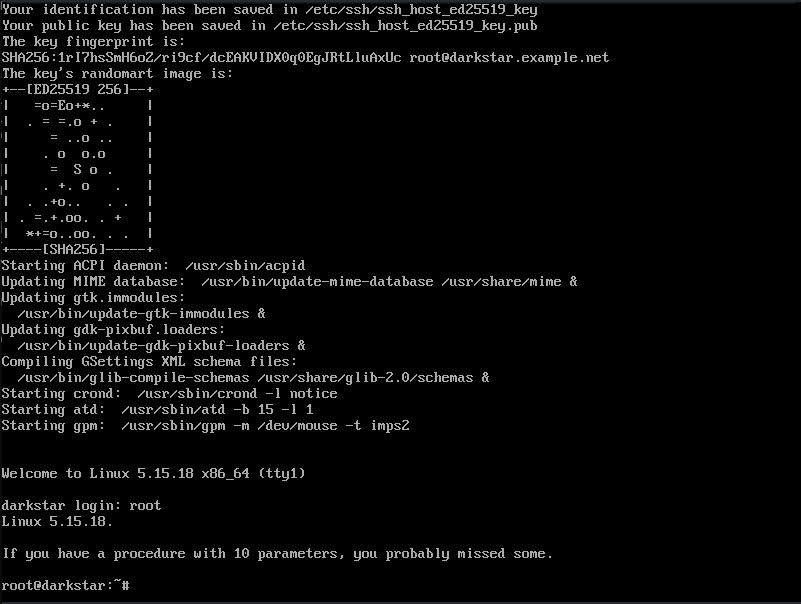 Your identification has been saved in /etc/ssh/ssh_host_ed25519_key
Your public key has been saved in /etc/ssh/ssh_host_ed25519_key.pub
The key fingerprint is:
SHA256:1rI7hsSmH6oZ/ri9cf/dcEAKVIDX0q0EgJRtLluAxUc root@darkstar.example.net
The key's randomart image is:
+--[ED25519 256]--+
|   =o=Eo+*..     |
|  . = =.o + .    |
|     = ..o ..    |
|    . o  o.o     |
|     =  S o .    |
|    . +. o   .   |
|  . .+o..   . .  |
| . =.+.oo. . +   |
|  *+=o..oo. . .  |
+----[SHA256]-----+
Starting ACPI daemon:  /usr/sbin/acpid
Updating MIME database:  /usr/bin/update-mime-database /usr/share/mime &
Updating gtk.immodules:
  /usr/bin/update-gtk-immodules &
Updating gdk-pixbuf.loaders:
  /usr/bin/update-gdk-pixbuf-loaders &
Compiling GSettings XML schema files:
  /usr/bin/glib-compile-schemas /usr/share/glib-2.0/schemas &
Starting crond:  /usr/sbin/crond -l notice
Starting atd:  /usr/sbin/atd -b 15 -l 1
Starting gpm:  /usr/sbin/gpm -m /dev/mouse -t imps2
Welcome to Linux 5.15.18 x86_64 (tty1)
darkstar login: root
Linux 5.15.18.
If you have a procedure with 10 parameters, you probably missed some.
root@darkstar:~#